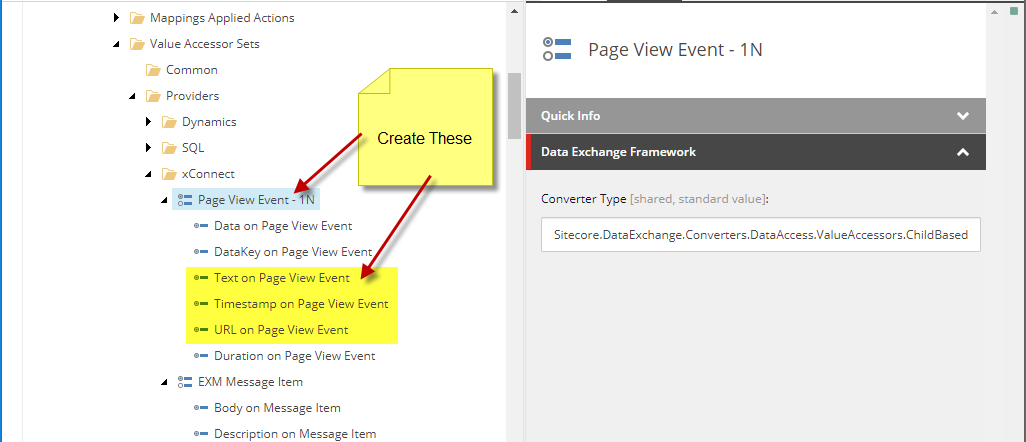 Mappings Applied Actions
Value Accessor Sets
Common
Providers
Dynamics
SQL
xConnect
Page View Event - 1N
Data on Page View Event
DataKey on Page View Event
Text on Page View Event
Timestamp on Page View Event
URL on Page View Event
Duration on Page View Event
EXM Message Item
Body on Message Item
Description on Message Item
Create These
Page View Event - 1N
Quick Info
Data Exchange Framework
Converter Type [shared, standard value]:
Sitecore.DataExchange.Converters.DataAccess.ValueAccessors.ChildBased